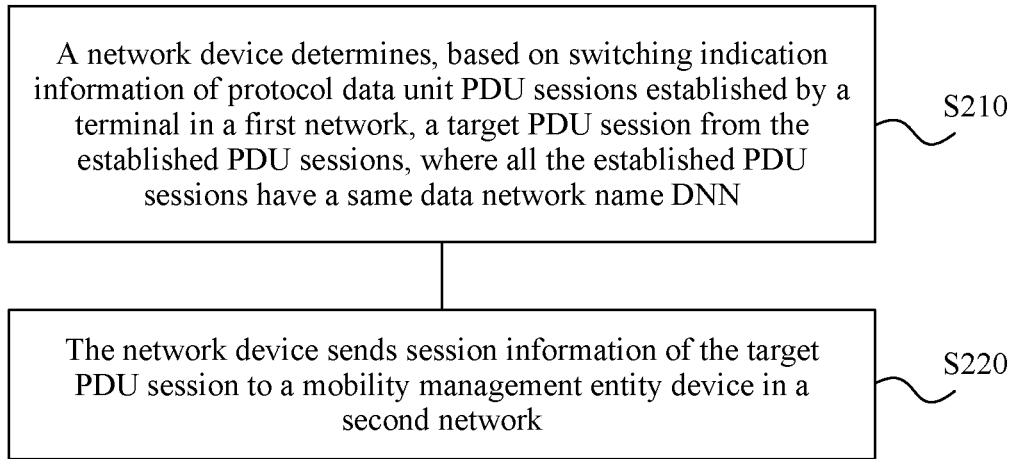 A network device determines, based on switching indication
information of protocol data unit PDU sessions established by a
terminal in a first network, a target PDU session from the
established PDU sessions, where all the established PDU
sessions have a same data network name DNN
S210
The network device sends session information of the target
PDU session to a mobility management entity device in a
second network
S220